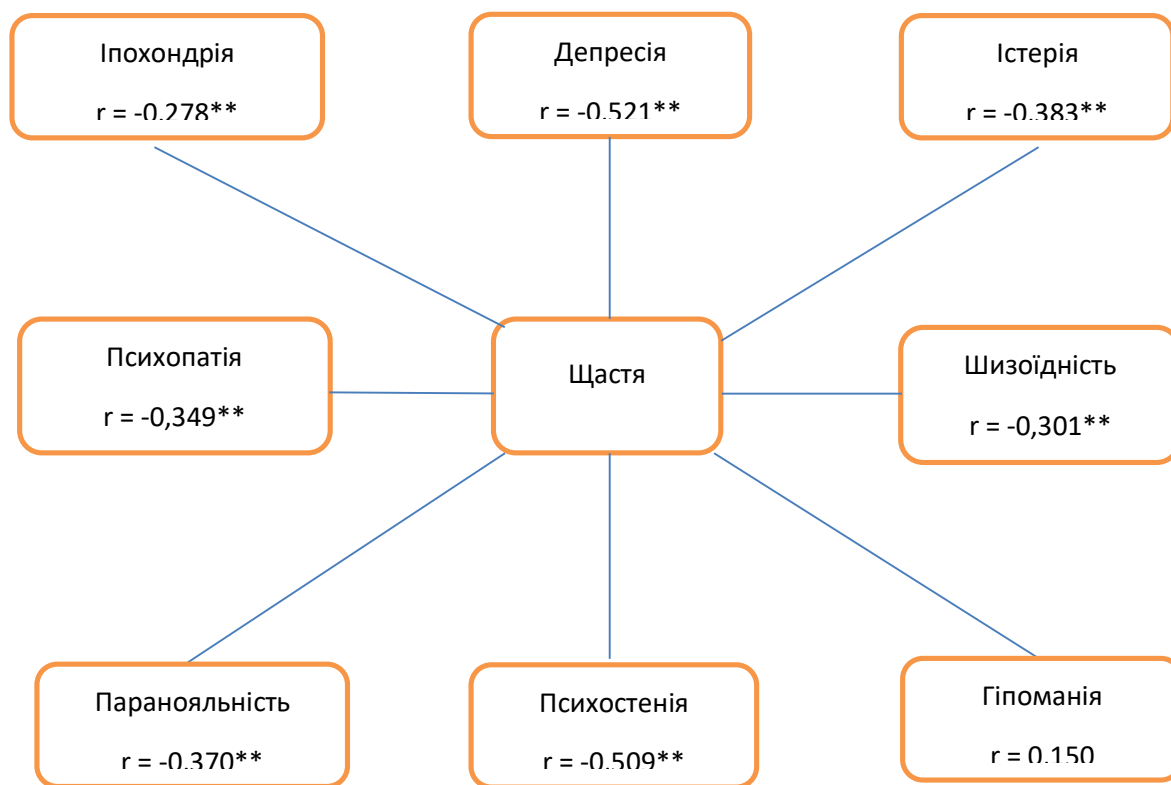 Іпохондрія
r = -0,278**
Депресія
r = -0,521**
Істерія
r = -0,383**
Психопатія
r = -0,349**
Щастя
Шизоїдність
r = -0,301**
Паранояльність
r = -0,370**
Психостенія
r = -0,509**
Гіпоманія
r = 0,150